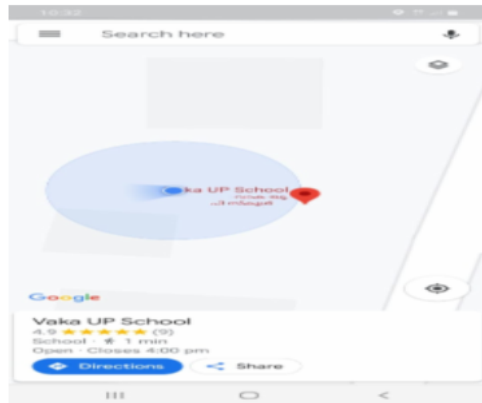 10:32
Search here
Vaka UP School
Google
Vaka UP School
4.9 (9)
School · 1 min
Open · Closes 4:00 pm
Directions
Share